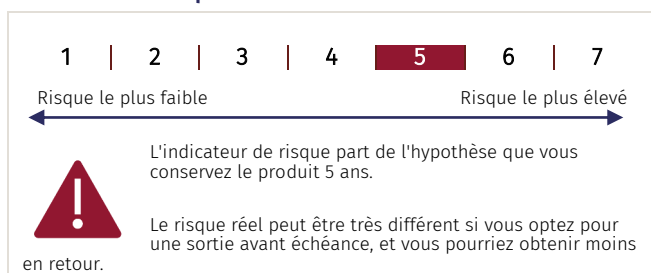 1 | 2 | 3 | 4 | 5 | 6 | 7
Risque le plus faible Risque le plus élevé
L'indicateur de risque part de l'hypothèse que vous
conservez le produit 5 ans.
Le risque réel peut être très différent si vous optez pour
une sortie avant échéance, et vous pourriez obtenir moins
en retour.